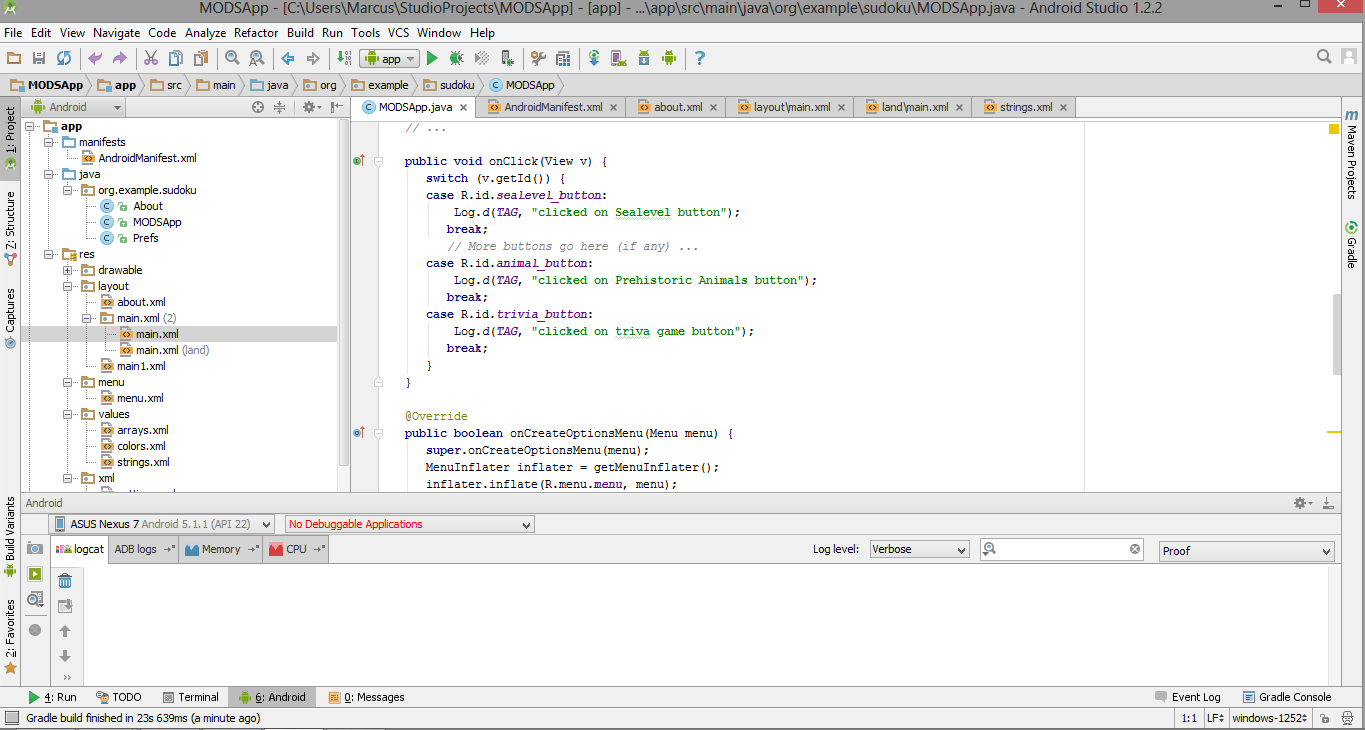 MODSApp - [C:\Users\Marcus\StudioProjects\MODSApp] - [app] - ...\app\src\main\java\org\example\sudoku\MODSApp.java - Android Studio 1.2.2
File Edit View Navigate Code Analyze Refactor Build Run Tools VCS Window Help
app
MODSApp app src main java org example sudoku MODSApp
1: Project
Z: Structure
Captures
Build Variants
2: Favorites
Android
app
manifests
AndroidManifest.xml
java
org.example.sudoku
About
MODSApp
Prefs
res
drawable
layout
about.xml
main.xml (2)
main.xml
main.xml (land)
main1.xml
menu
menu.xml
values
arrays.xml
colors.xml
strings.xml
xml
MODSApp.java AndroidManifest.xml about.xml layout\main.xml land\main.xml strings.xml
// ...
public void onClick(View v) {
switch (v.getId()) {
case R.id.sealevel_button:
Log.d(TAG, "clicked on Sealevel button");
break;
// More buttons go here (if any) ...
case R.id.animal_button:
Log.d(TAG, "clicked on Prehistoric Animals button");
break;
case R.id.trivia_button:
Log.d(TAG, "clicked on triva game button");
break;
}
}
@Override
public boolean onCreateOptionsMenu(Menu menu) {
super.onCreateOptionsMenu(menu);
MenuInflater inflater = getMenuInflater();
inflater.inflate(R.menu.menu, menu);
Maven Projects
Gradle
Android
ASUS Nexus 7 Android 5.1.1 (API 22) No Debuggable Applications
logcat ADB logs Memory CPU Log level: Verbose Proof
4: Run TODO Terminal 6: Android 0: Messages Event Log Gradle Console
Gradle build finished in 23s 639ms (a minute ago) 1:1 LF windows-1252